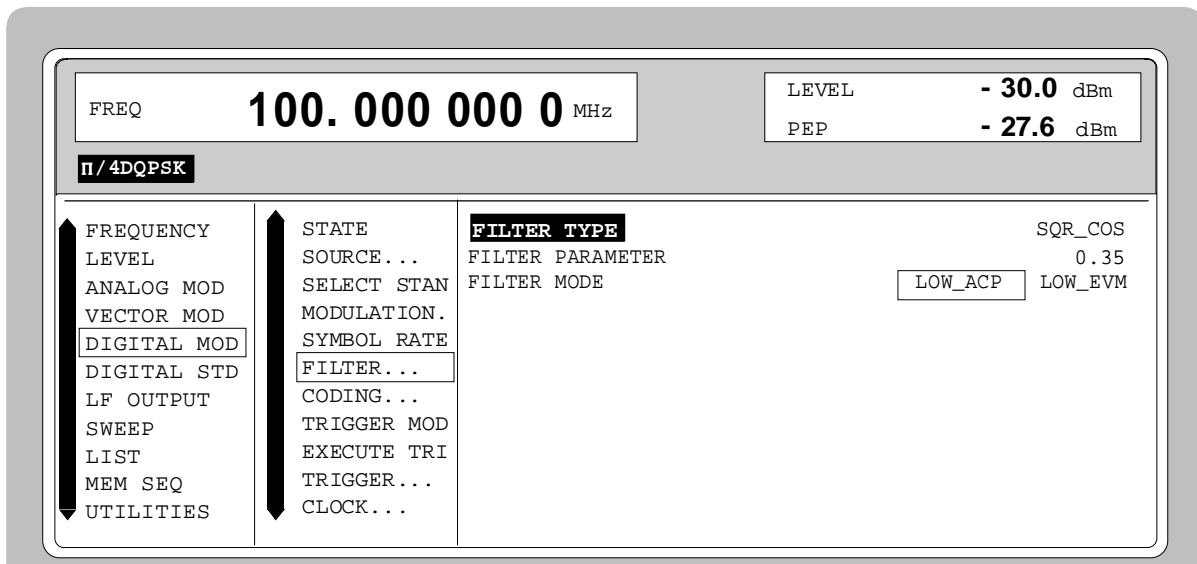 FREQ 100. 000 000 0 MHz
LEVEL - 30.0 dBm
PEP - 27.6 dBm
Π/4DQPSK
FREQUENCY
LEVEL
ANALOG MOD
VECTOR MOD
DIGITAL MOD
DIGITAL STD
LF OUTPUT
SWEEP
LIST
MEM SEQ
UTILITIES
STATE
SOURCE...
SELECT STAN
MODULATION.
SYMBOL RATE
FILTER...
CODING...
TRIGGER MOD
EXECUTE TRI
TRIGGER...
CLOCK...
FILTER TYPE SQR_COS
FILTER PARAMETER 0.35
FILTER MODE LOW_ACP LOW_EVM